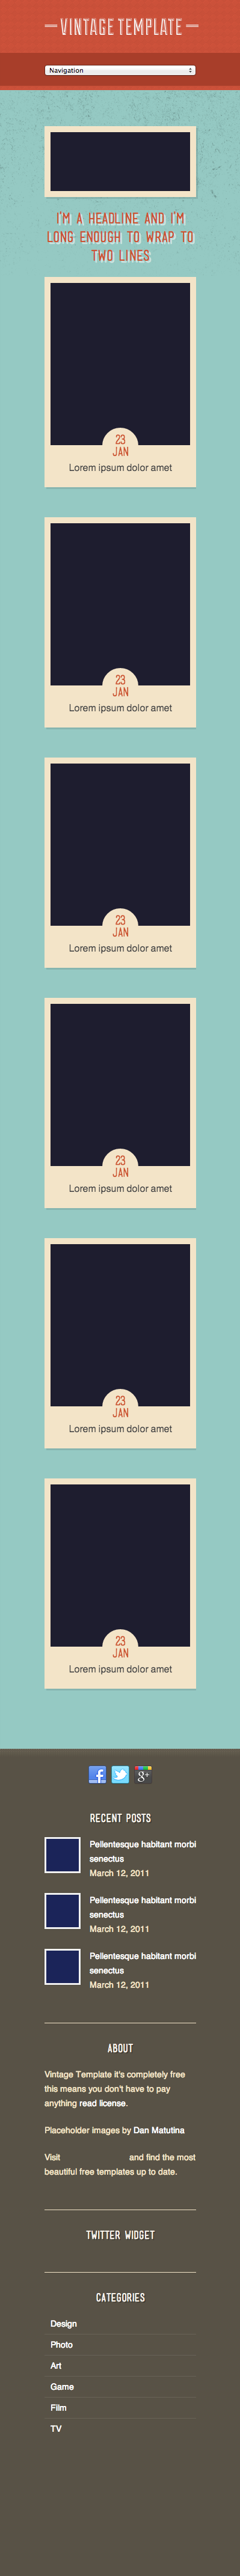 VINTAGE TEMPLATE
Navigation
I'M A HEADLINE AND I'M
LONG ENOUGH TO WRAP TO
TWO LINES
23
JAN
Lorem ipsum dolor amet
23
JAN
Lorem ipsum dolor amet
23
JAN
Lorem ipsum dolor amet
23
JAN
Lorem ipsum dolor amet
23
JAN
Lorem ipsum dolor amet
23
JAN
Lorem ipsum dolor amet
f
g+
RECENT POSTS
Pellentesque habitant morbi
senectus
March 12, 2011
Pellentesque habitant morbi
senectus
March 12, 2011
Pellentesque habitant morbi
senectus
March 12, 2011
ABOUT
Vintage Template it's completely free
this means you don't have to pay
anything read license.
Placeholder images by Dan Matutina
Visit and find the most
beautiful free templates up to date.
TWITTER WIDGET
CATEGORIES
Design
Photo
Art
Game
Film
TV